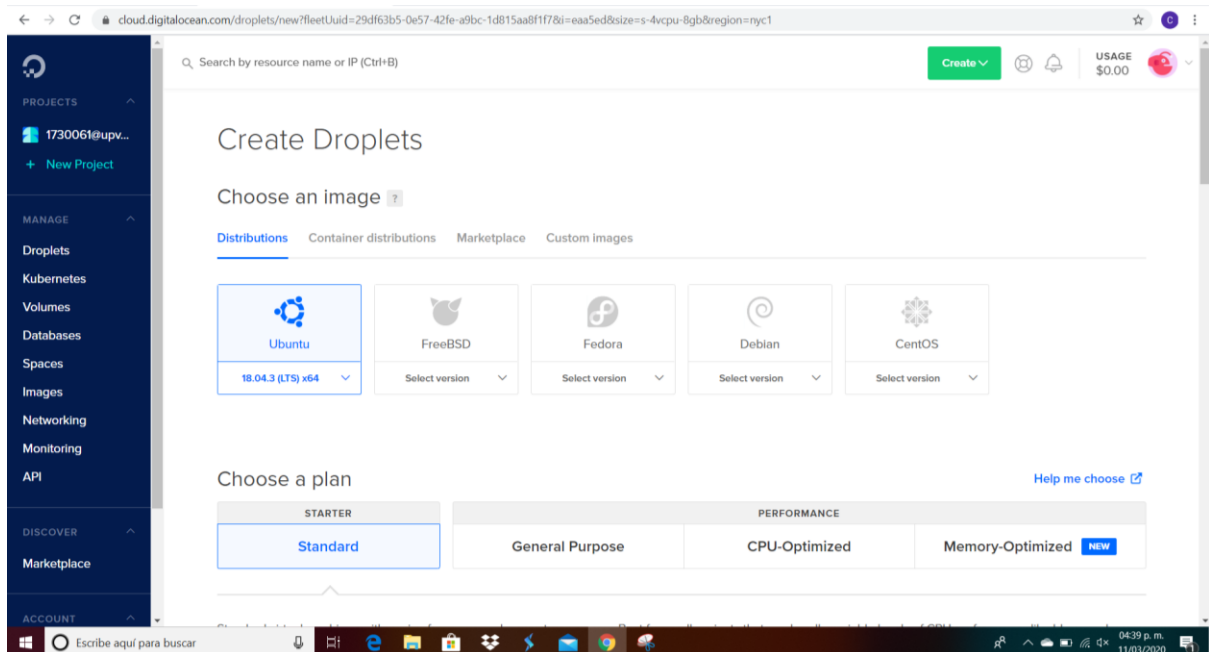 cloud.digitalocean.com/droplets/new?fleetUuid=29df63b5-0e57-42fe-a9bc-1d815aa8f1f7&i=eaa5ed&size=s-4vcpu-8gb&region=nyc1
C
Search by resource name or IP (Ctrl+B)
Create
USAGE
$0.00
PROJECTS
1730061@upv...
+ New Project
MANAGE
Droplets
Kubernetes
Volumes
Databases
Spaces
Images
Networking
Monitoring
API
DISCOVER
Marketplace
ACCOUNT
Create Droplets
Choose an image ?
Distributions Container distributions Marketplace Custom images
Ubuntu FreeBSD Fedora Debian CentOS
18.04.3 (LTS) x64 Select version Select version Select version Select version
Choose a plan Help me choose
STARTER PERFORMANCE
Standard General Purpose CPU-Optimized Memory-Optimized NEW
Escribe aquí para buscar
04:39 p. m.
11/03/2020